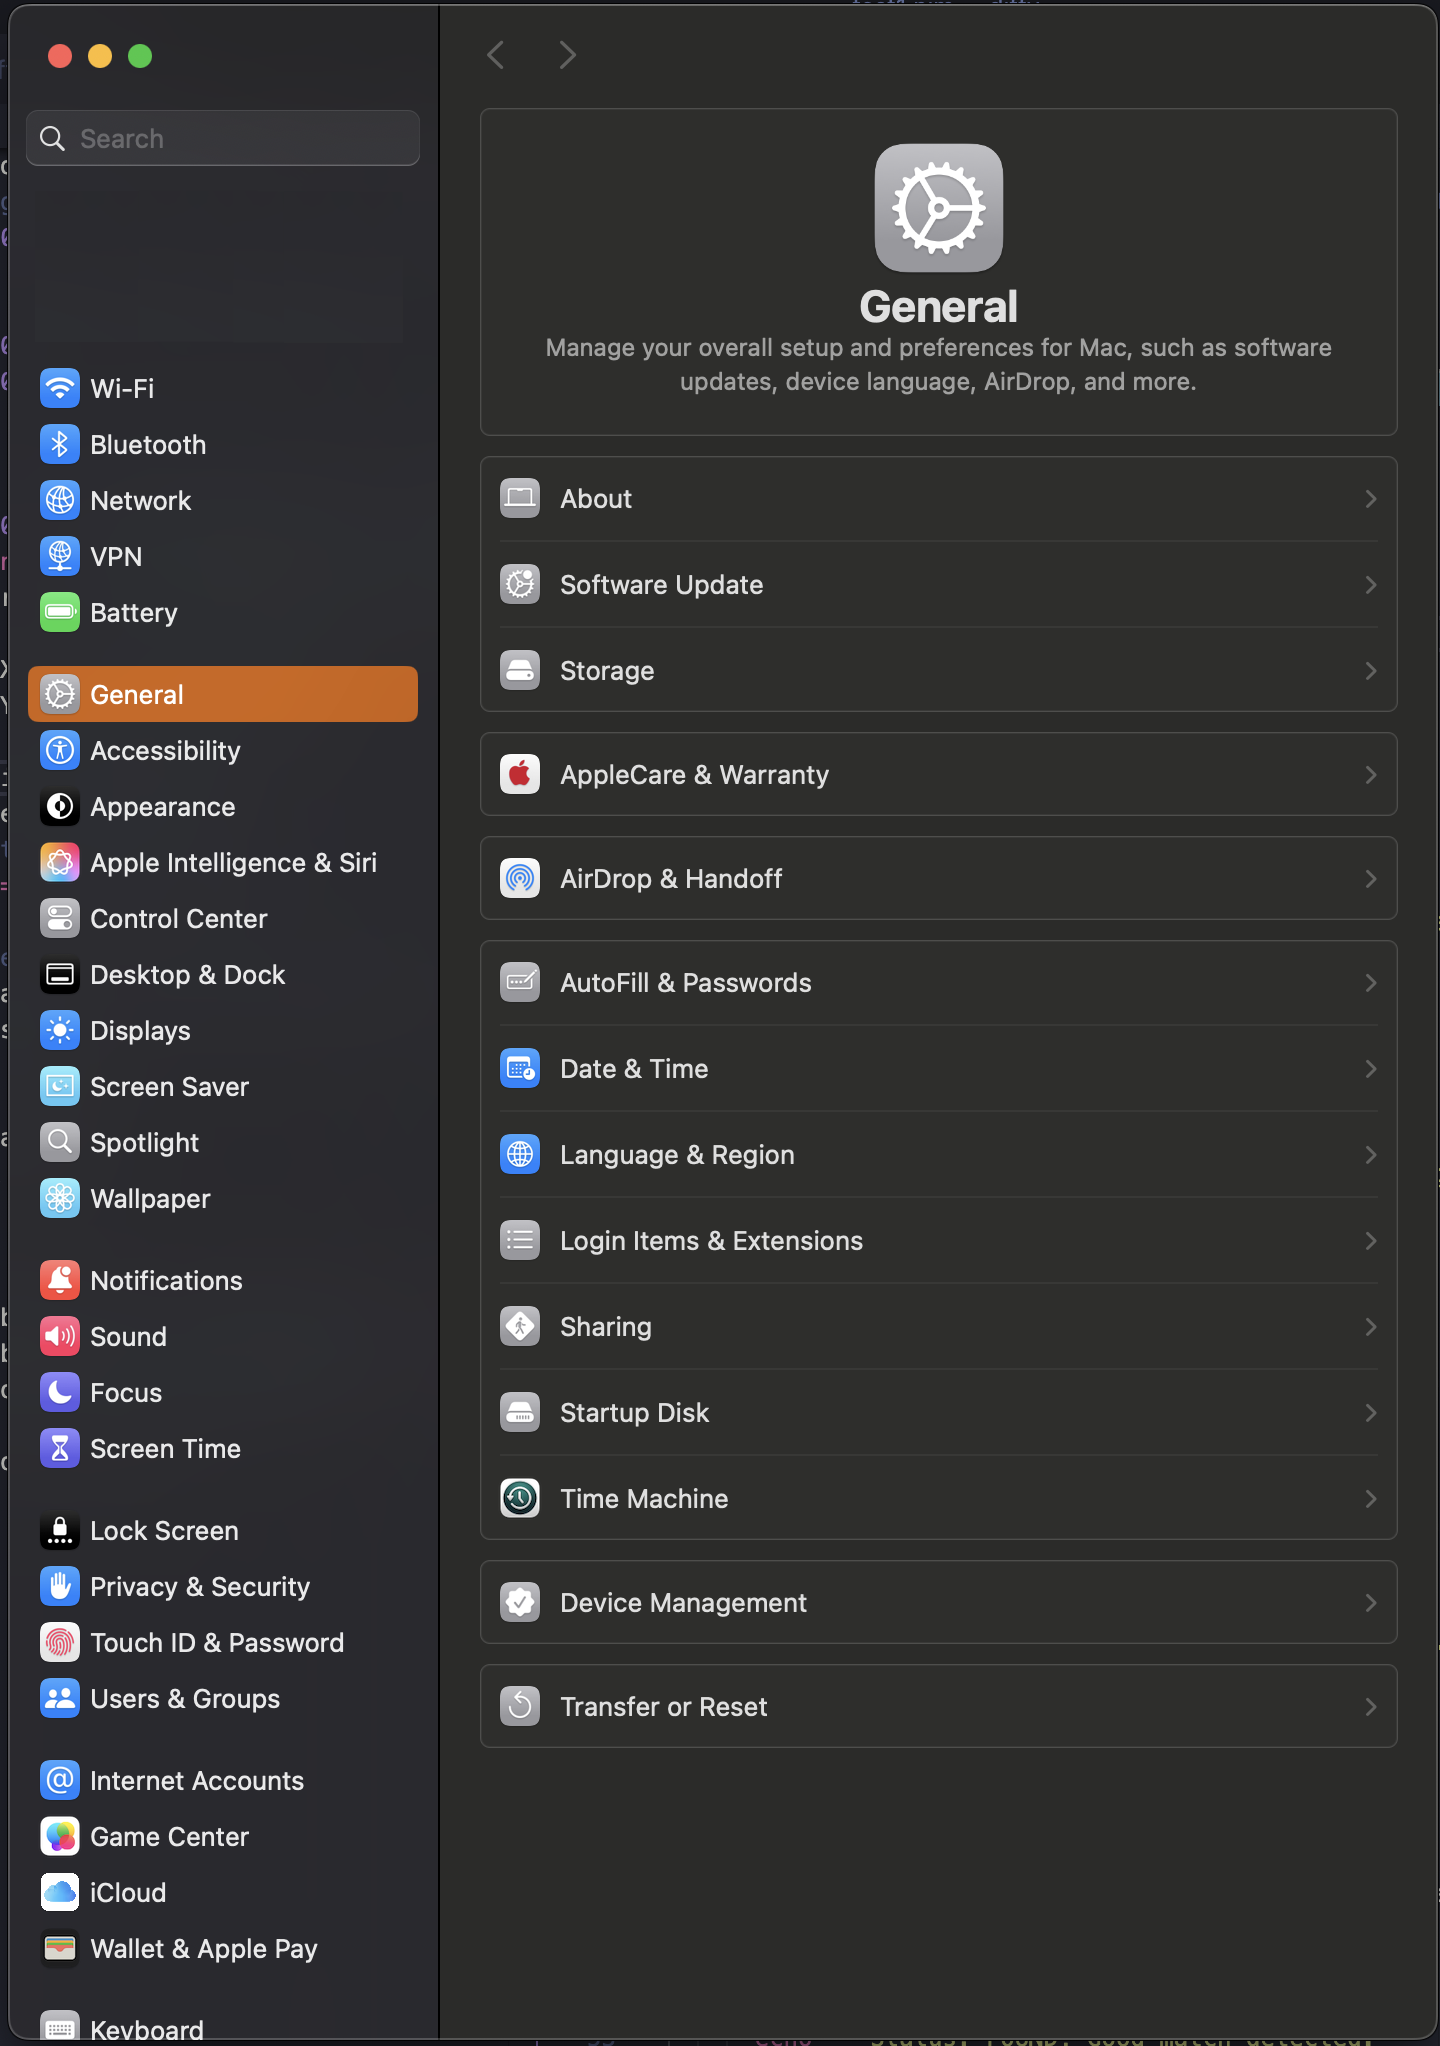 Search
Wi-Fi
Bluetooth
Network
VPN
Battery
General
Accessibility
Appearance
Apple Intelligence & Siri
Control Center
Desktop & Dock
Displays
Screen Saver
Spotlight
Wallpaper
Notifications
Sound
Focus
Screen Time
Lock Screen
Privacy & Security
Touch ID & Password
Users & Groups
Internet Accounts
Game Center
iCloud
Wallet & Apple Pay
Keyboard
General
Manage your overall setup and preferences for Mac, such as software
updates, device language, AirDrop, and more.
About
Software Update
Storage
AppleCare & Warranty
AirDrop & Handoff
AutoFill & Passwords
Date & Time
Language & Region
Login Items & Extensions
Sharing
Startup Disk
Time Machine
Device Management
Transfer or Reset